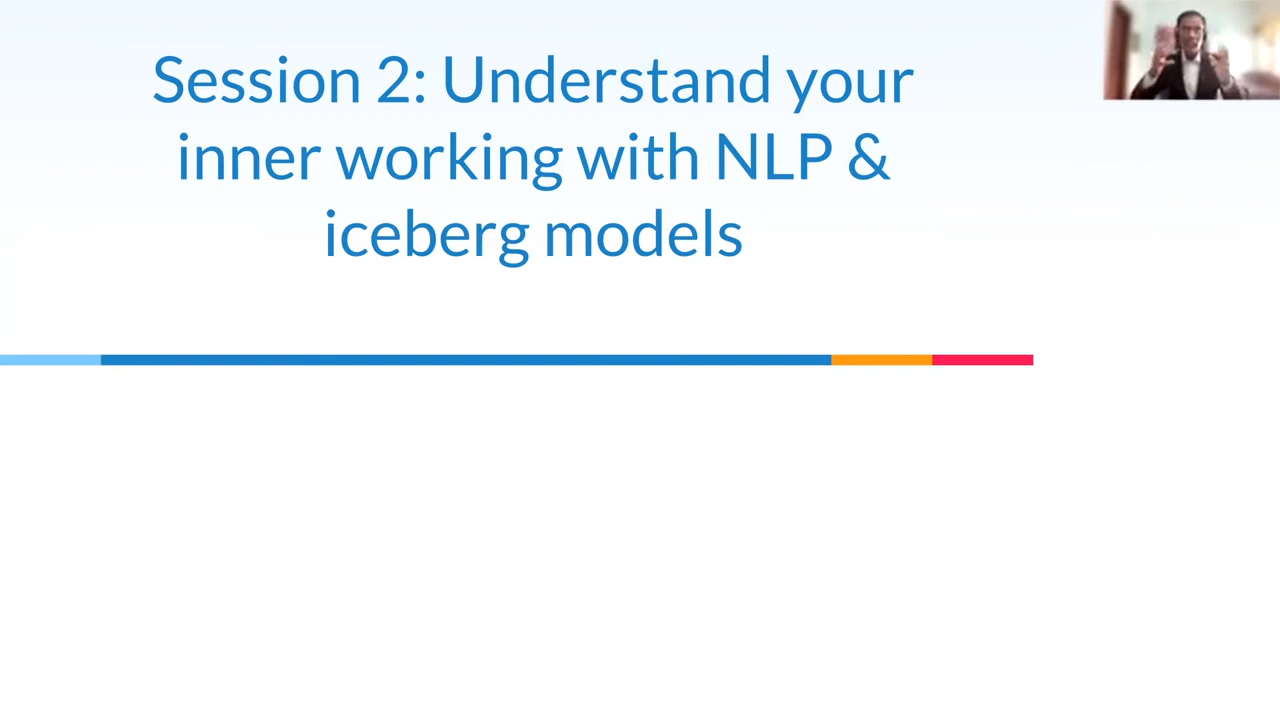 Session 2: Understand your
inner working with NLP &
iceberg models